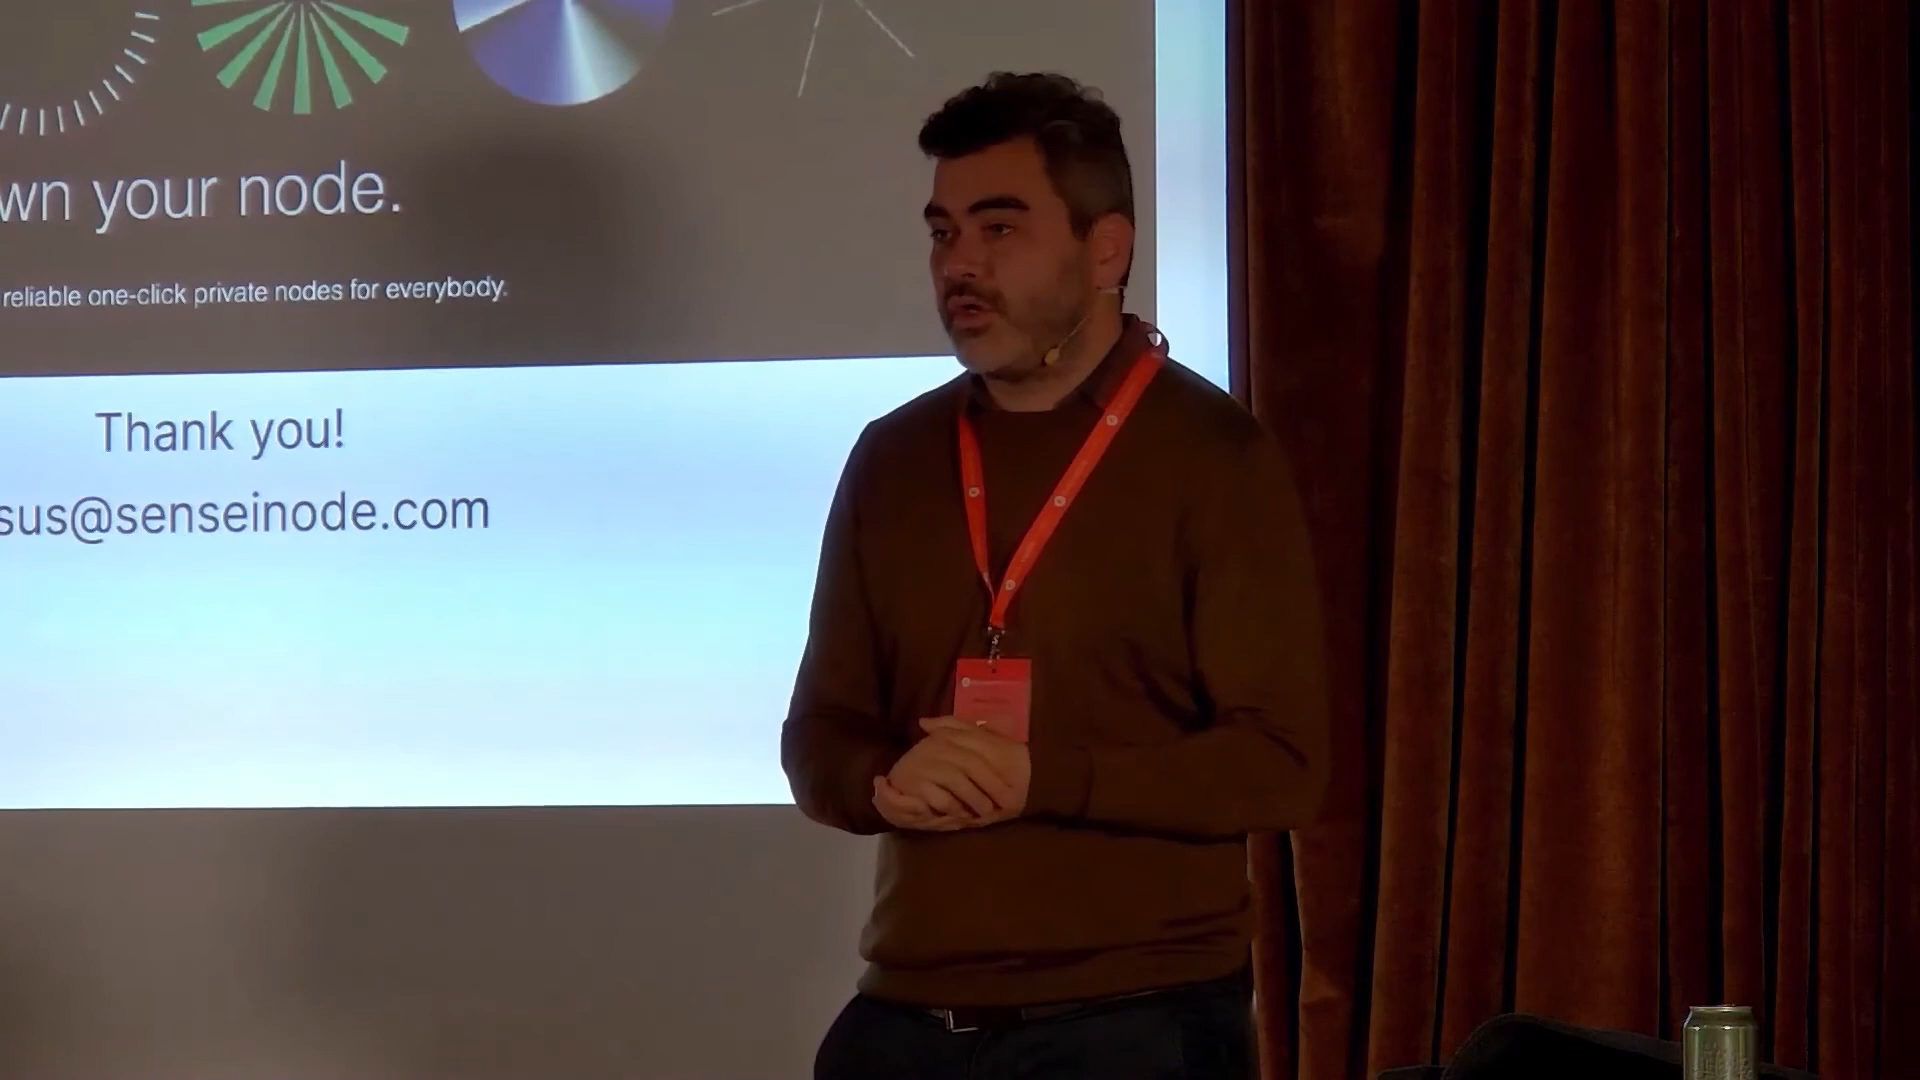 wn your node.
reliable one-click private nodes for everybody.
Thank you!
sus@senseinode.com